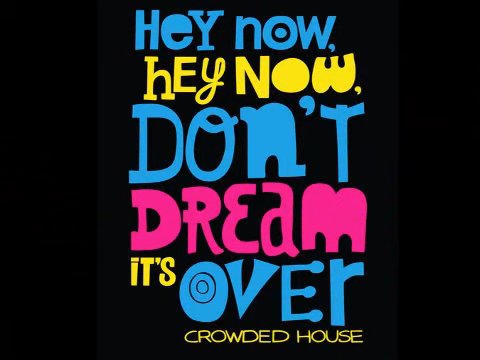 Hey now,
hey now,
Don't
Dream
it's over
CROWDED HOUSE